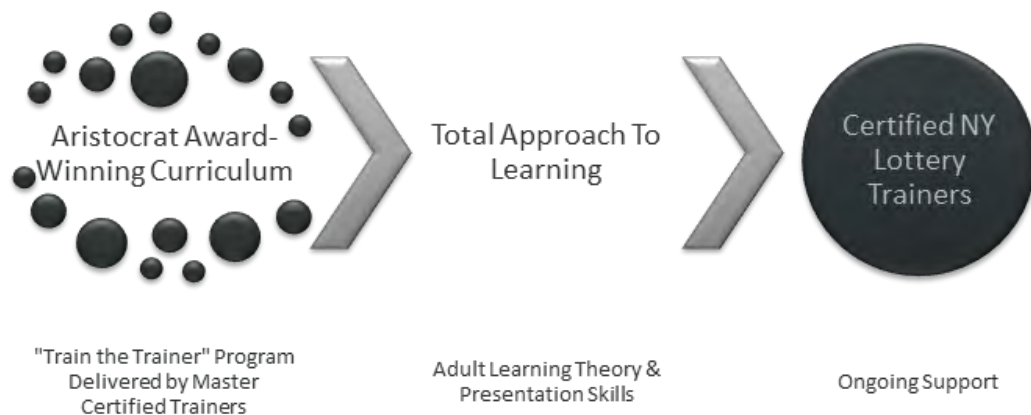 Aristocrat Award-
Winning Curriculum
Total Approach To
Learning
Certified NY
Lottery
Trainers
"Train the Trainer" Program
Delivered by Master
Certified Trainers
Adult Learning Theory &
Presentation Skills
Ongoing Support